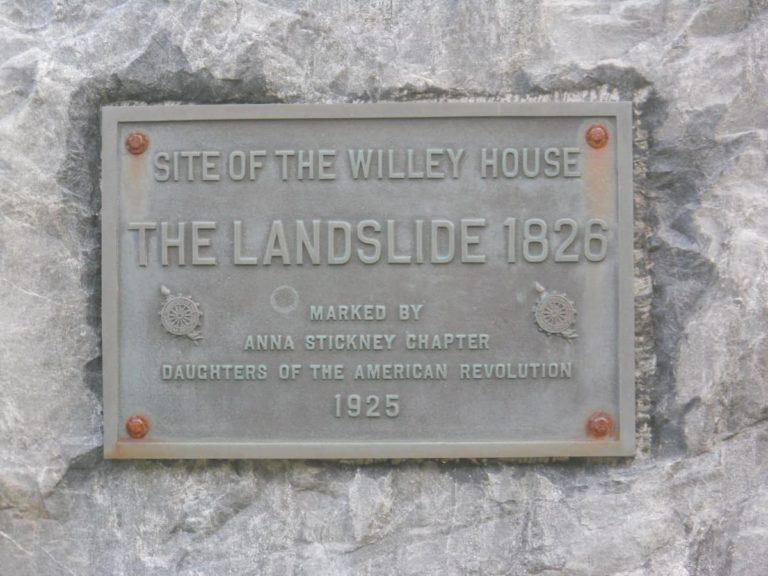 SITE OF THE WILLEY HOUSE
THE LANDSLIDE 1826
MARKED BY
ANNA STICKNEY CHAPTER
DAUGHTERS OF THE AMERICAN REVOLUTION
1925